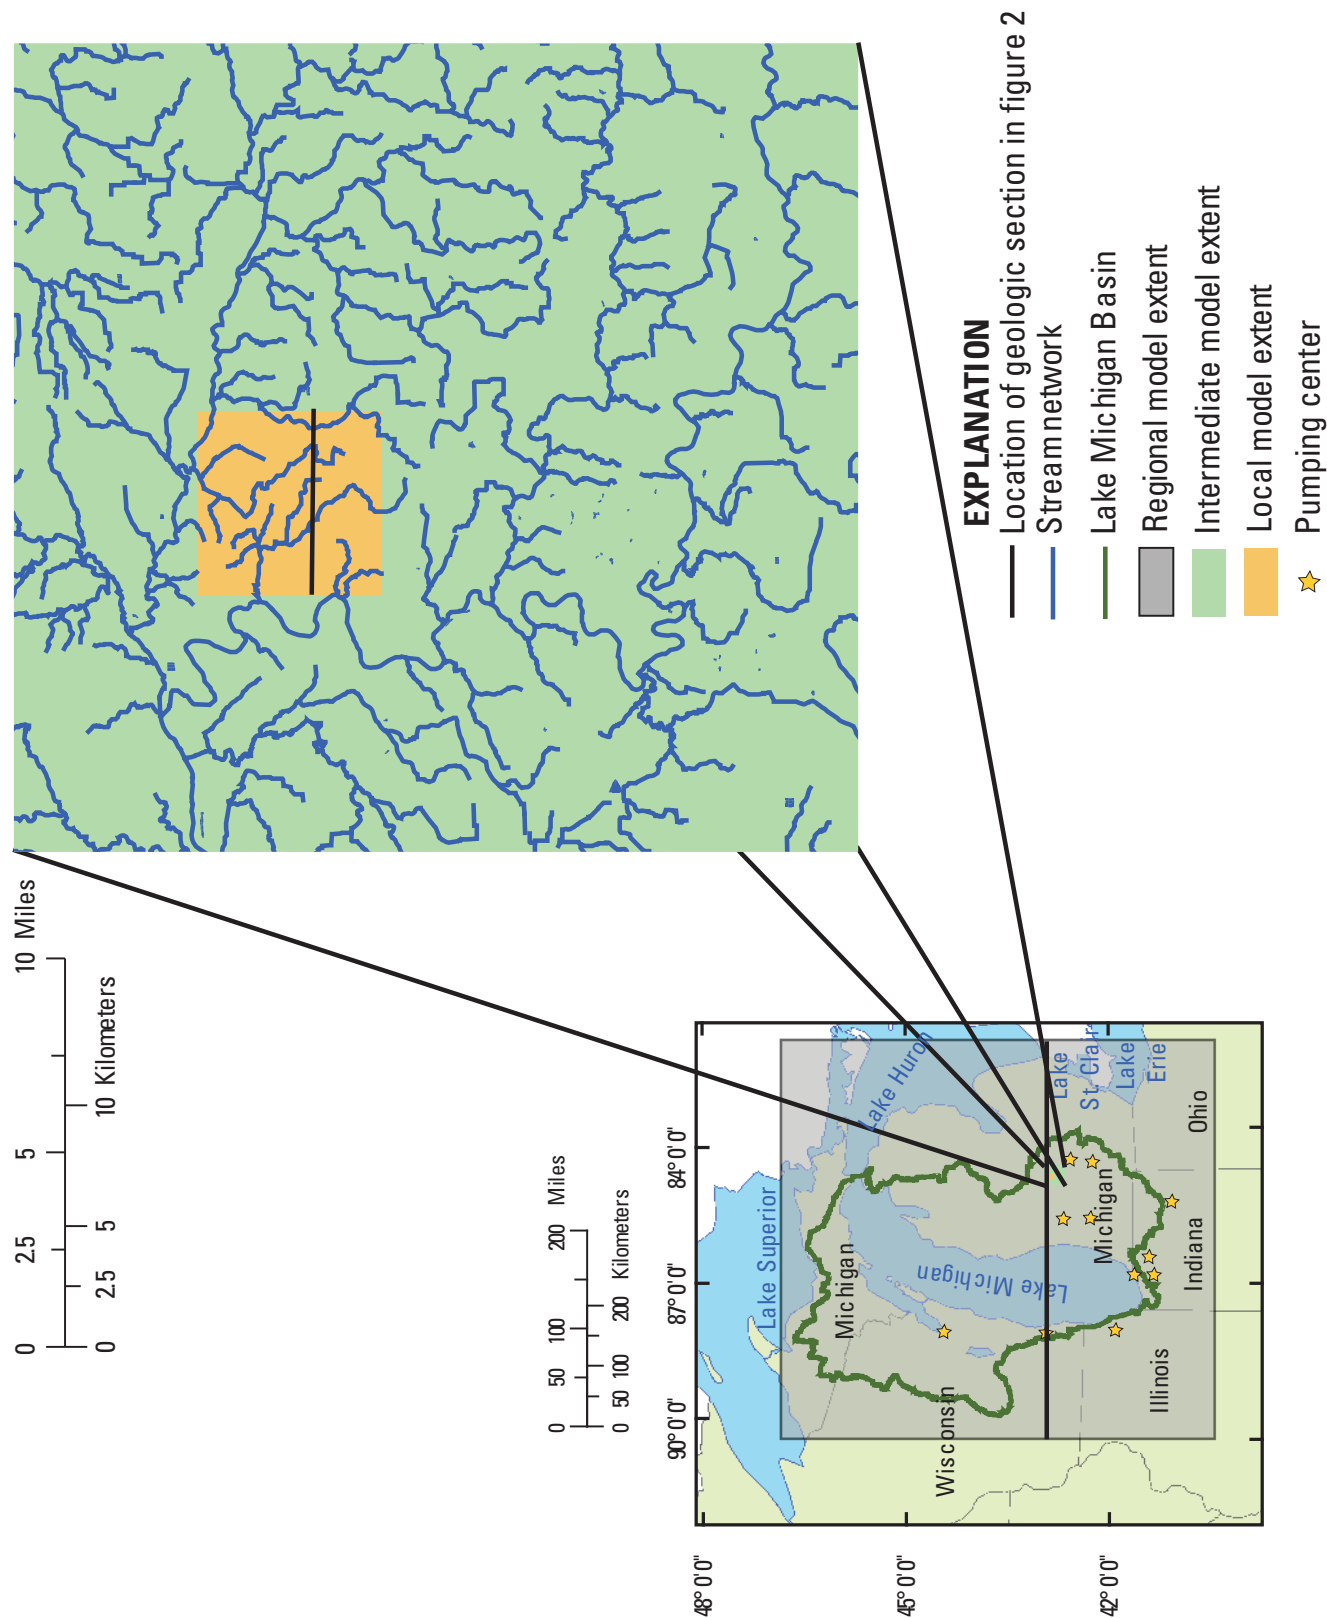 0 2.5 5 10 Miles
0 2.5 5 10 Kilometers
EXPLANATION
Location of geologic section in figure 2
Stream network
Lake Michigan Basin
Regional model extent
Intermediate model extent
Local model extent
Pumping center
0 50 100 200 Miles
0 50 100 200 Kilometers
90°0'0" 87°0'0" 84°0'0"
48°0'0"
45°0'0"
42°0'0"
Lake Superior
Michigan
Lake Huron
Wisconsin
Lake Michigan
Lake
St. Clair
Michigan
Lake
Erie
Illinois
Indiana
Ohio